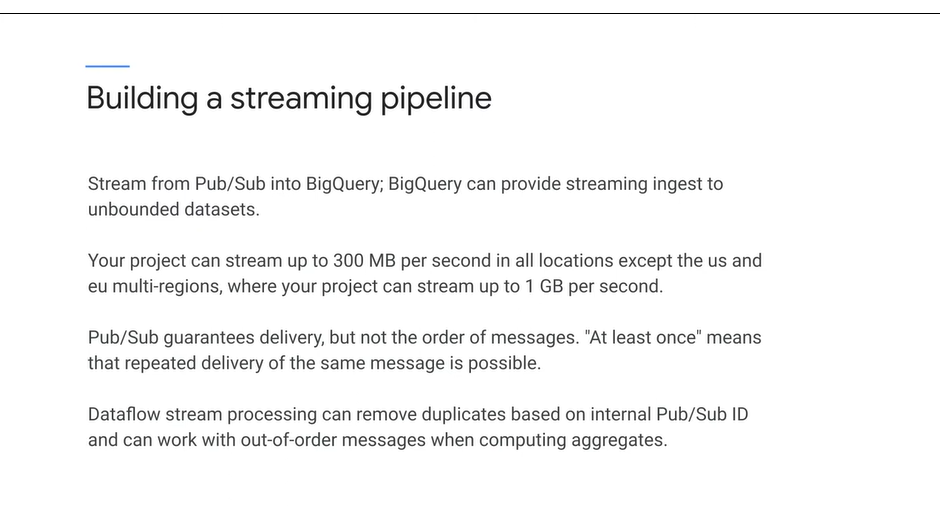 Building a streaming pipeline
Stream from Pub/Sub into BigQuery; BigQuery can provide streaming ingest to
unbounded datasets.
Your project can stream up to 300 MB per second in all locations except the us and
eu multi-regions, where your project can stream up to 1 GB per second.
Pub/Sub guarantees delivery, but not the order of messages. "At least once" means
that repeated delivery of the same message is possible.
Dataflow stream processing can remove duplicates based on internal Pub/Sub ID
and can work with out-of-order messages when computing aggregates.